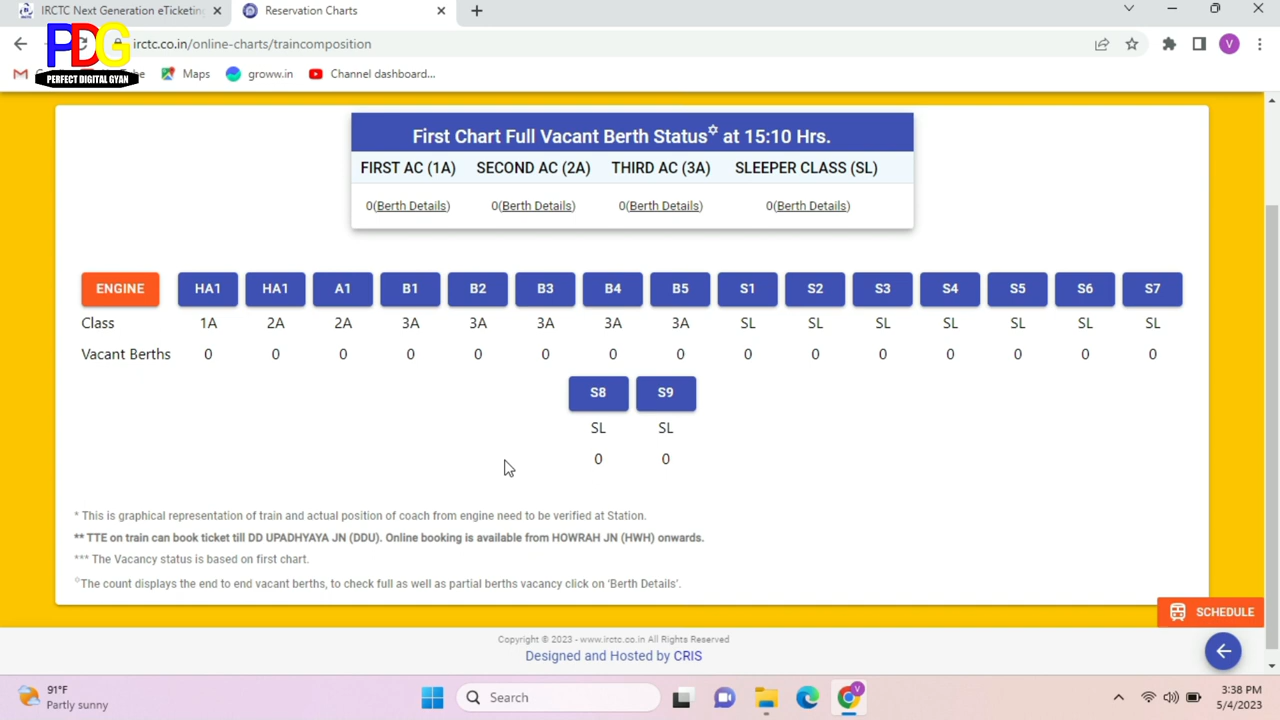 IRCTC Next Generation eTicketing
Reservation Charts
PDG
PERFECT DIGITAL GYAN
irctc.co.in/online-charts/traincomposition
Maps
groww.in
Channel dashboard...
First Chart Full Vacant Berth Status✡ at 15:10 Hrs.
FIRST AC (1A) SECOND AC (2A) THIRD AC (3A) SLEEPER CLASS (SL)
0(Berth Details) 0(Berth Details) 0(Berth Details) 0(Berth Details)
ENGINE HA1 HA1 A1 B1 B2 B3 B4 B5 S1 S2 S3 S4 S5 S6 S7
Class 1A 2A 2A 3A 3A 3A 3A 3A SL SL SL SL SL SL SL
Vacant Berths 0 0 0 0 0 0 0 0 0 0 0 0 0 0 0
S8 S9
SL SL
0 0
* This is graphical representation of train and actual position of coach from engine need to be verified at Station.
** TTE on train can book ticket till DD UPADHYAYA JN (DDU). Online booking is available from HOWRAH JN (HWH) onwards.
*** The Vacancy status is based on first chart.
✡The count displays the end to end vacant berths, to check full as well as partial berths vacancy click on 'Berth Details'.
SCHEDULE
Copyright © 2023 - www.irctc.co.in All Rights Reserved
Designed and Hosted by CRIS
91°F
Partly sunny
Search
3:38 PM
5/4/2023